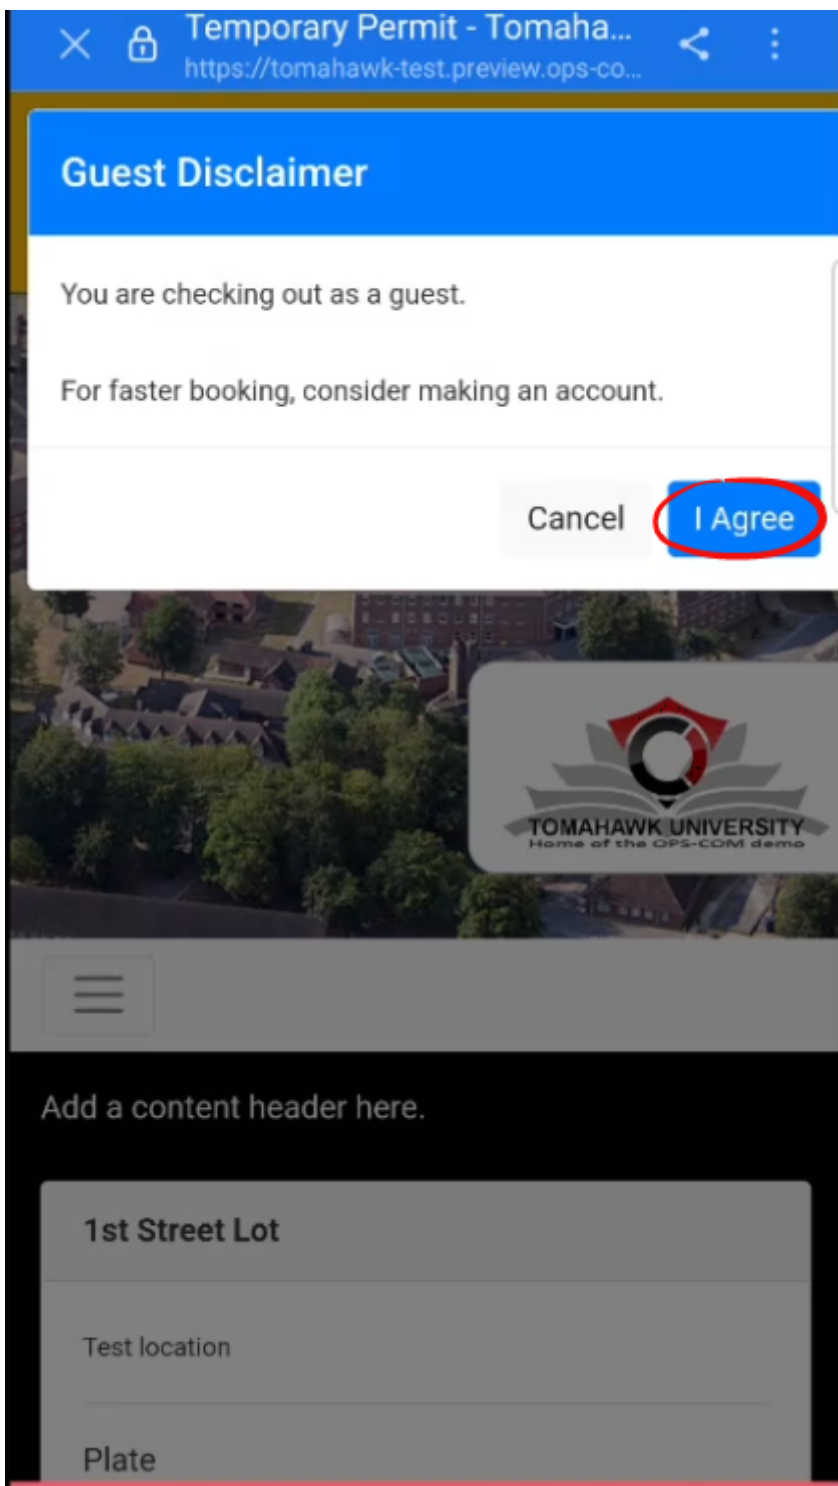 Temporary Permit - Tomaha...
https://tomahawk-test.preview.ops-co...
Guest Disclaimer
You are checking out as a guest.
For faster booking, consider making an account.
Cancel
I Agree
TOMAHAWK UNIVERSITY
Home of the OPS-COM demo
Add a content header here.
1st Street Lot
Test location
Plate